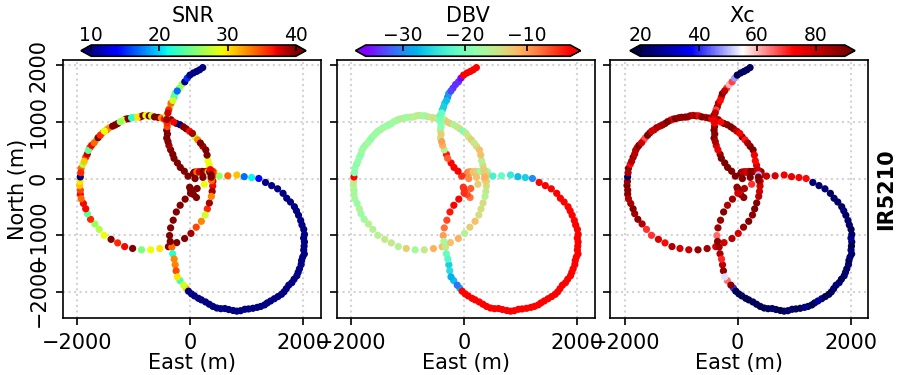 SNR DBV Xc
10 20 30 40 −30 −20 −10 20 40 60 80
2000
1000
0
−1000
−2000
North (m)
IR5210
−2000 0 2000 −2000 0 2000 −2000 0 2000
East (m) East (m) East (m)